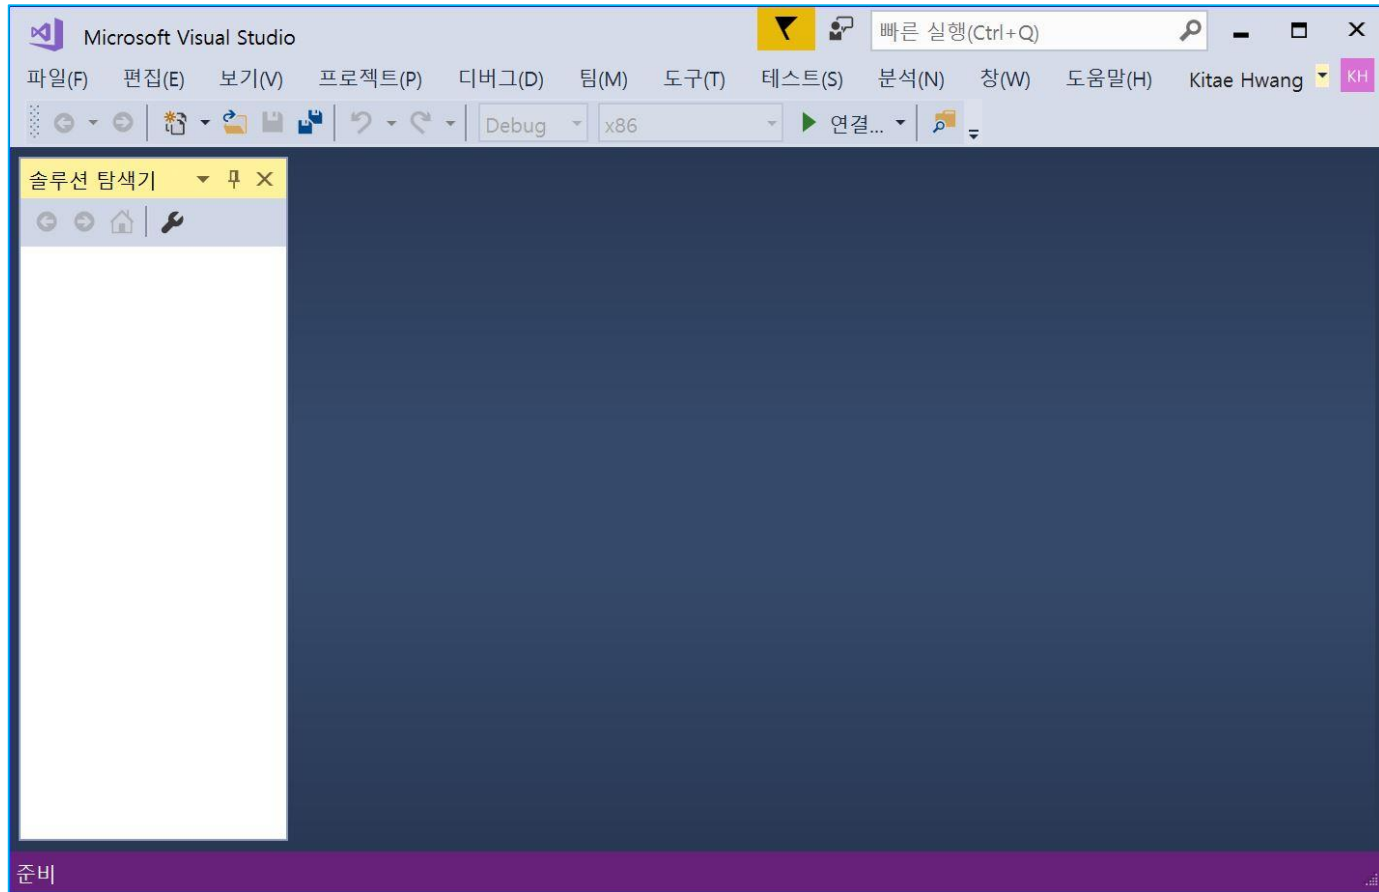 Microsoft Visual Studio 빠른 실행(Ctrl+Q)
파일(F) 편집(E) 보기(V) 프로젝트(P) 디버그(D) 팀(M) 도구(T) 테스트(S) 분석(N) 창(W) 도움말(H) Kitae Hwang KH
Debug x86 연결...
솔루션 탐색기
준비